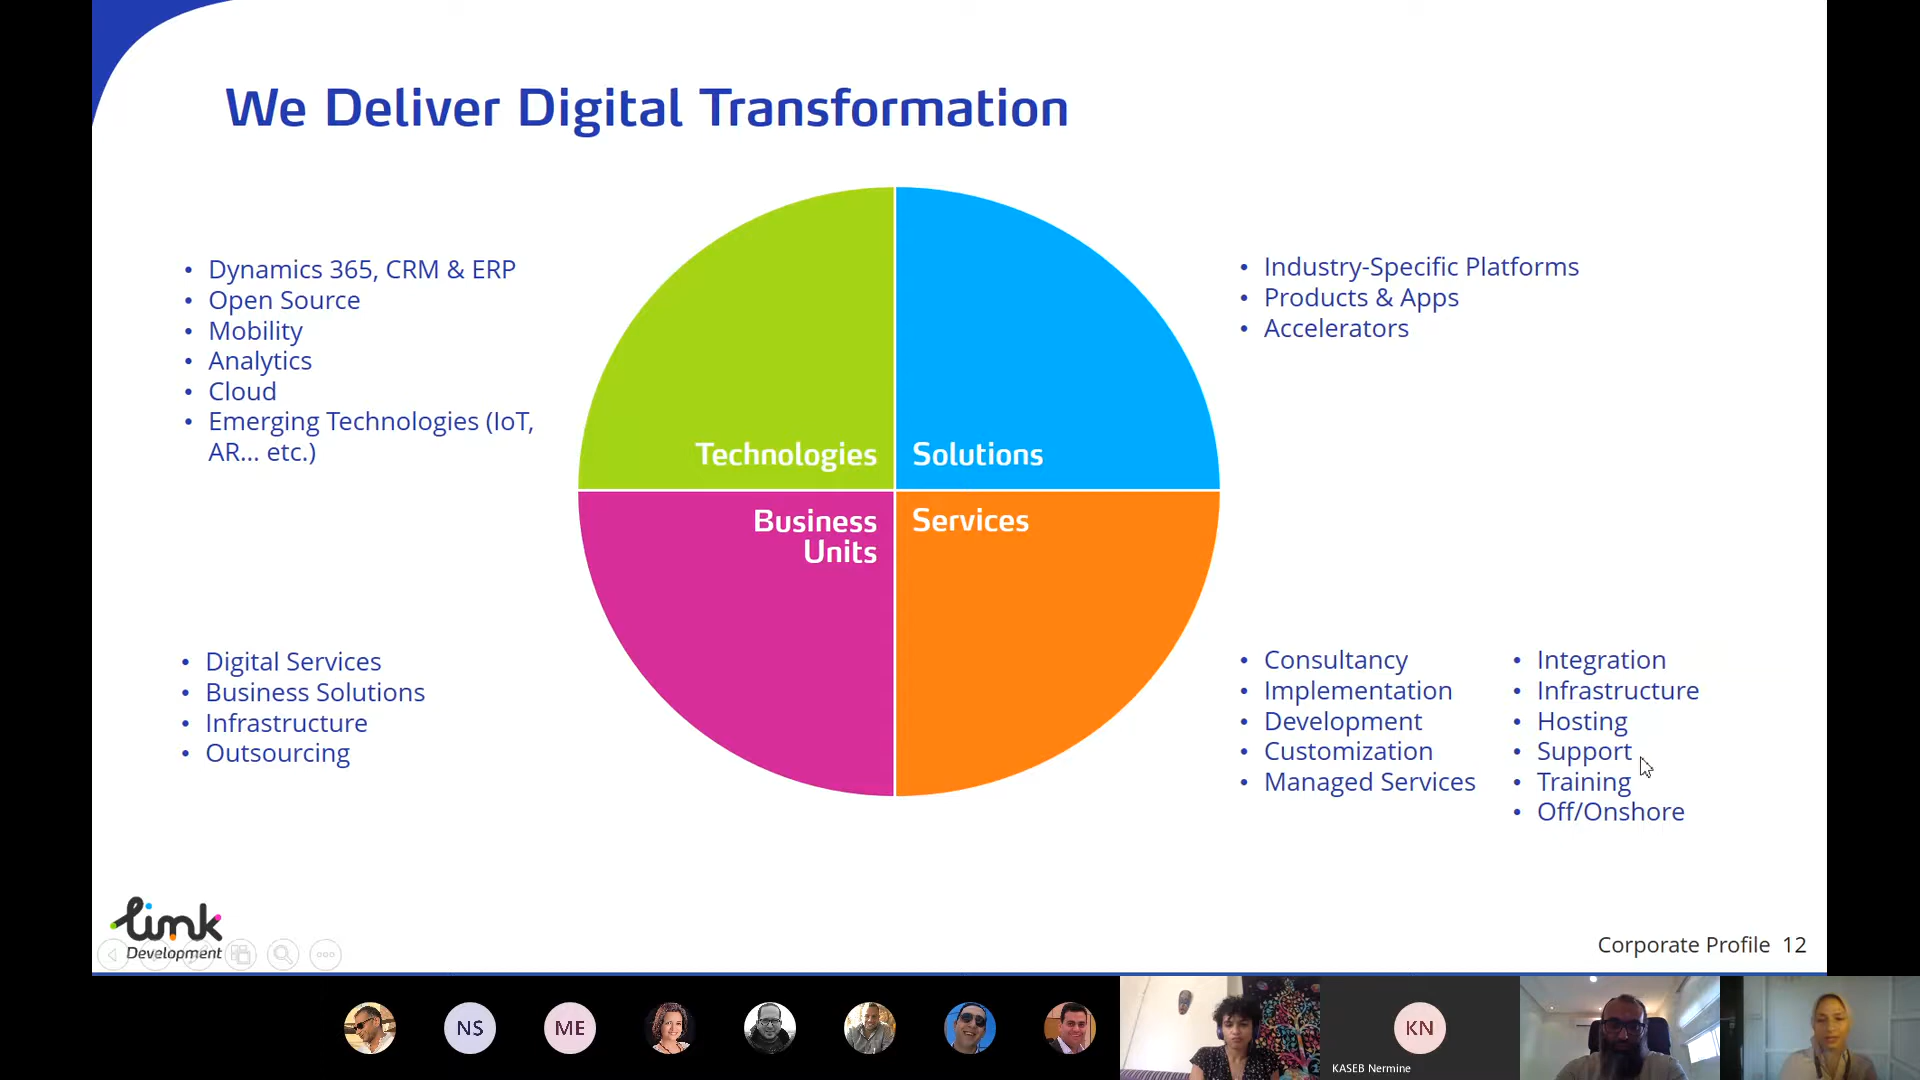 We Deliver Digital Transformation
• Dynamics 365, CRM & ERP
• Open Source
• Mobility
• Analytics
• Cloud
• Emerging Technologies (IoT,
AR... etc.)
• Industry-Specific Platforms
• Products & Apps
• Accelerators
Technologies
Solutions
Business
Units
Services
• Digital Services
• Business Solutions
• Infrastructure
• Outsourcing
• Consultancy
• Implementation
• Development
• Customization
• Managed Services
• Integration
• Infrastructure
• Hosting
• Support
• Training
• Off/Onshore
link
Development
Corporate Profile 12
NS
ME
KN
KASEB Nermine